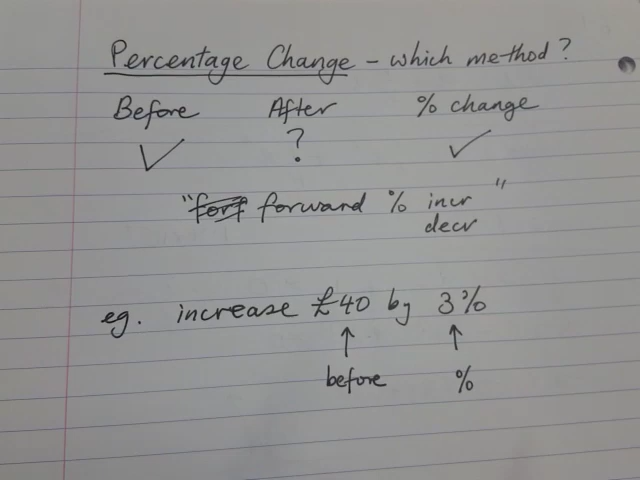 Percentage Change - which method?
Before After % change
✓ ? ✓
" forward % incr "
decr
eg. increase £40 by 3%
↑ ↑
before %